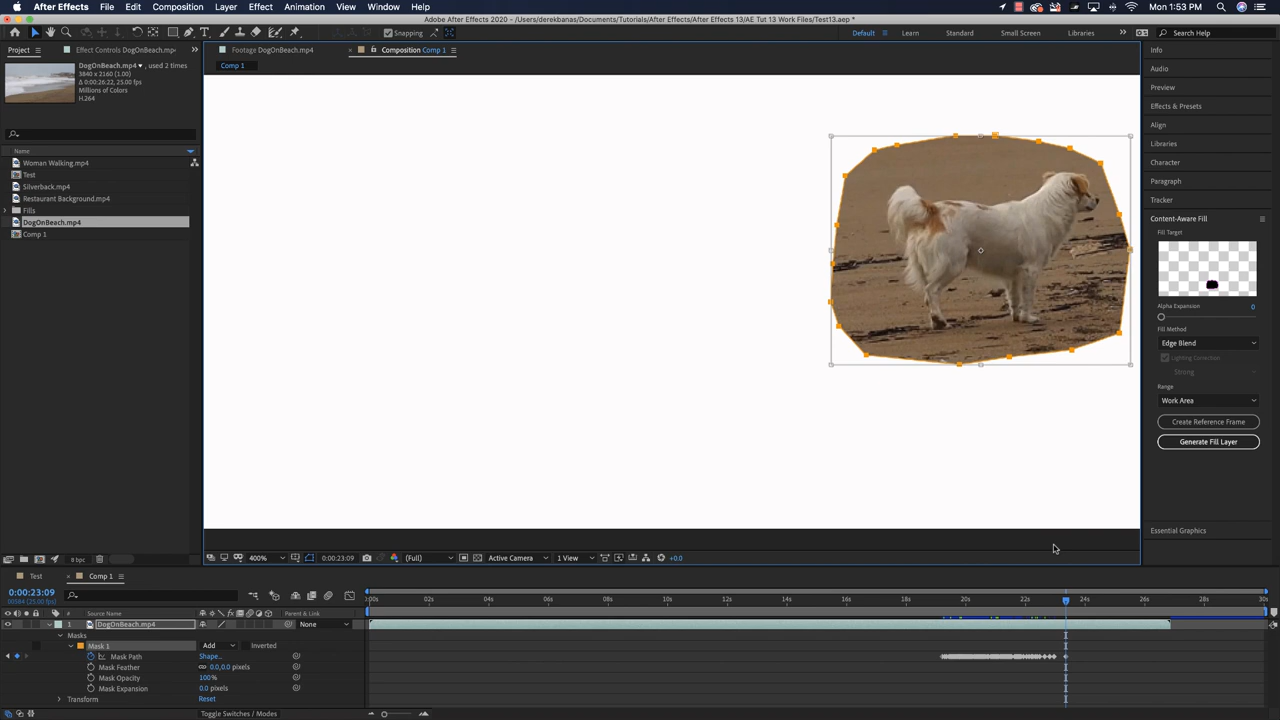 After Effects File Edit Composition Layer Effect Animation View Window Help Mon 1:53 PM
Adobe After Effects 2020 - /Users/derekbanas/Documents/Tutorials/After Effects/After Effects 13/AE Tut 13 Work Files/Test13.aep *
Snapping Default Learn Standard Small Screen Libraries Search Help
Project Effect Controls DogOnBeach.mp4 Footage DogOnBeach.mp4 Composition Comp 1 Info
DogOnBeach.mp4 , used 2 times Comp 1 Audio
3840 x 2160 (1.00)
Δ 0:00:26:22, 25.00 fps
Millions of Colors Preview
H.264
Effects & Presets
Align
Name Libraries
Woman Walking.mp4 Character
Test
Silverback.mp4 Paragraph
Restaurant Background.mp4 Tracker
Fills
DogOnBeach.mp4 Content-Aware Fill
Comp 1 Fill Target
Alpha Expansion 0
Fill Method
Edge Blend
Lighting Correction
Strong
Range
Work Area
Create Reference Frame
Generate Fill Layer
Essential Graphics
8 bpc 400% 0:00:23:09 (Full) Active Camera 1 View +0.0
Test Comp 1
0:00:23:09
00584 (25.00 fps) :00s 02s 04s 06s 08s 10s 12s 14s 16s 18s 20s 22s 24s 26s 28s 30s
# Source Name Parent & Link
1 DogOnBeach.mp4 None
Masks
Mask 1 Add Inverted
Mask Path Shape...
Mask Feather 0.0,0.0 pixels
Mask Opacity 100%
Mask Expansion 0.0 pixels
Transform Reset
Toggle Switches / Modes